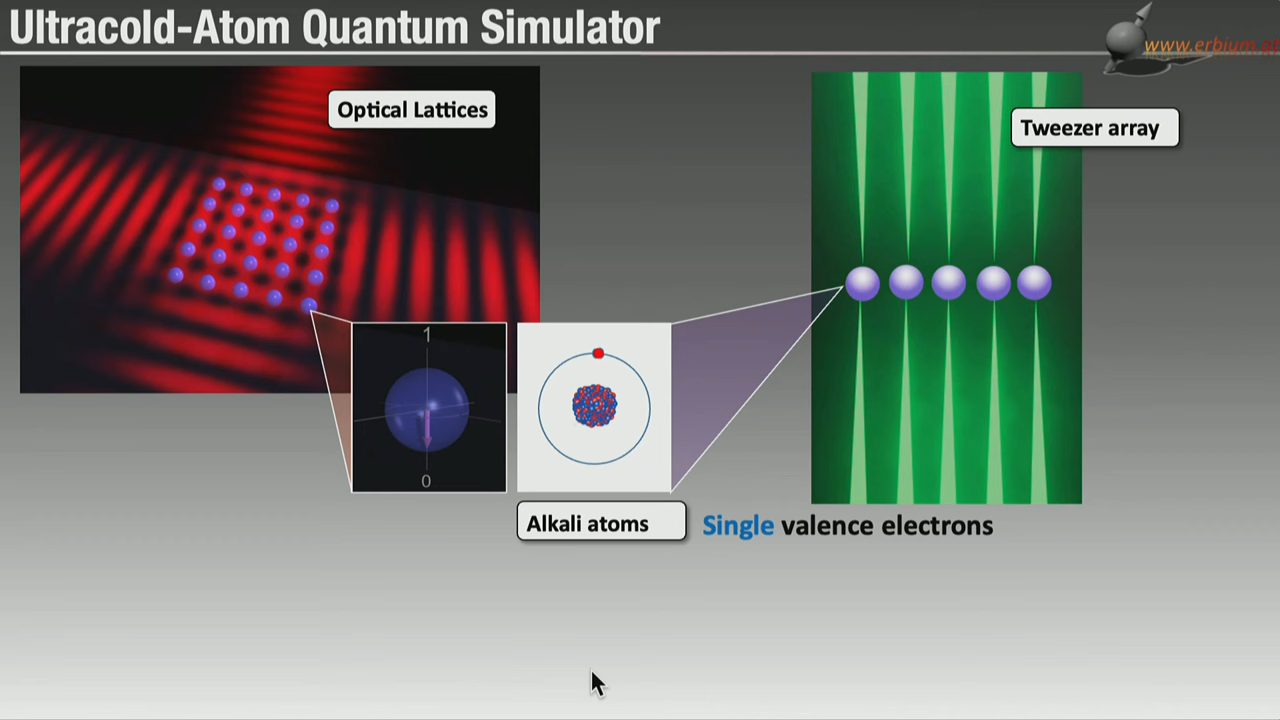 Ultracold-Atom Quantum Simulator
www.erbium.at
Optical Lattices
Tweezer array
1
0
Alkali atoms
Single valence electrons